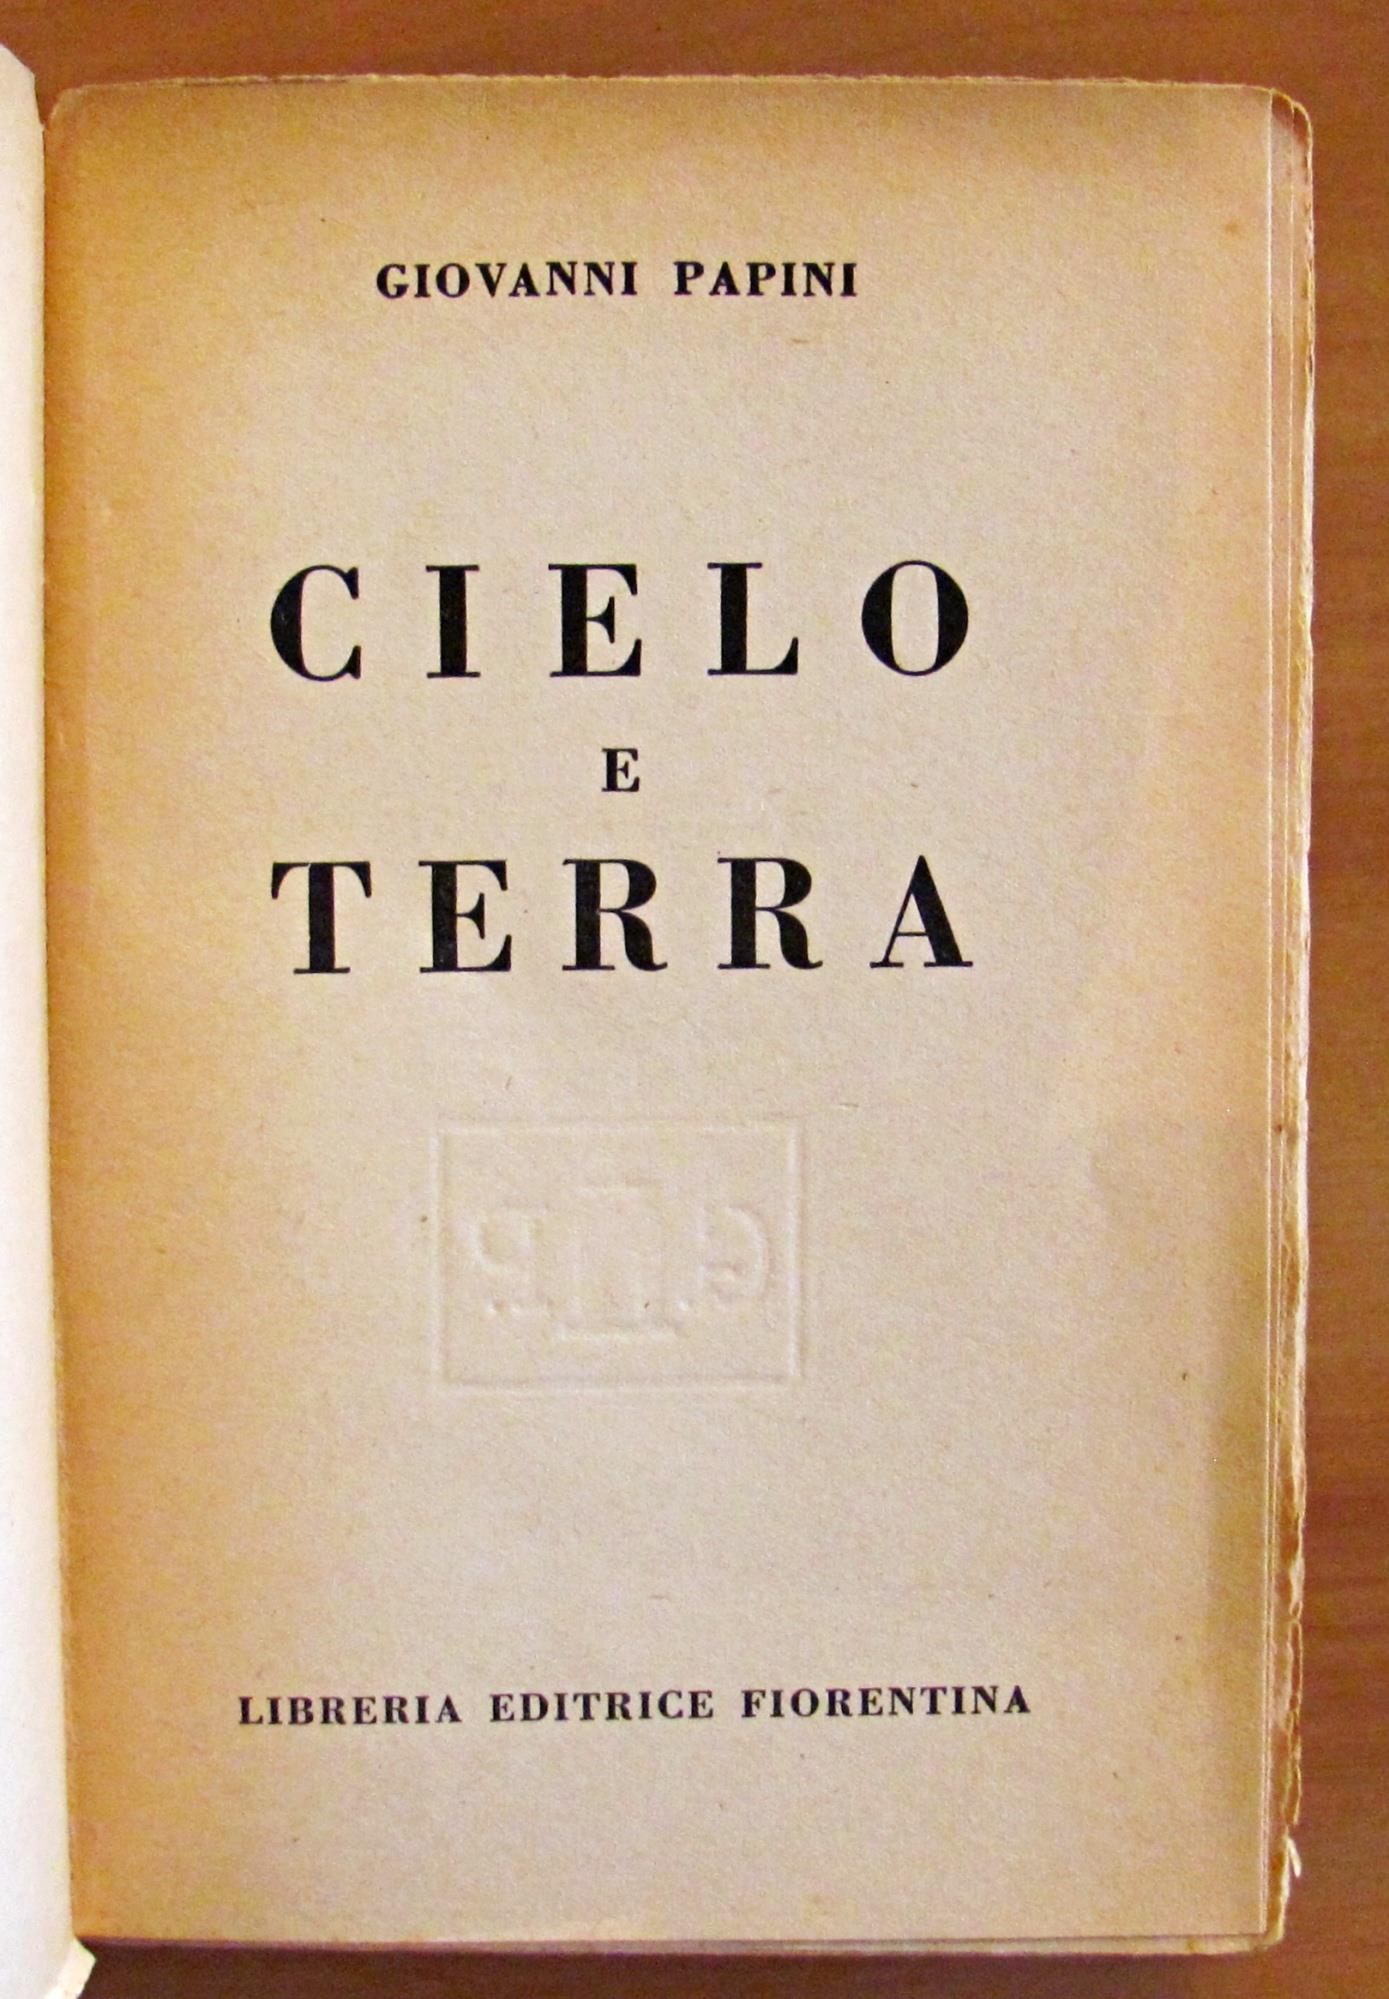 GIOVANNI PAPINI
CIELO
E
TERRA
LIBRERIA EDITRICE FIORENTINA